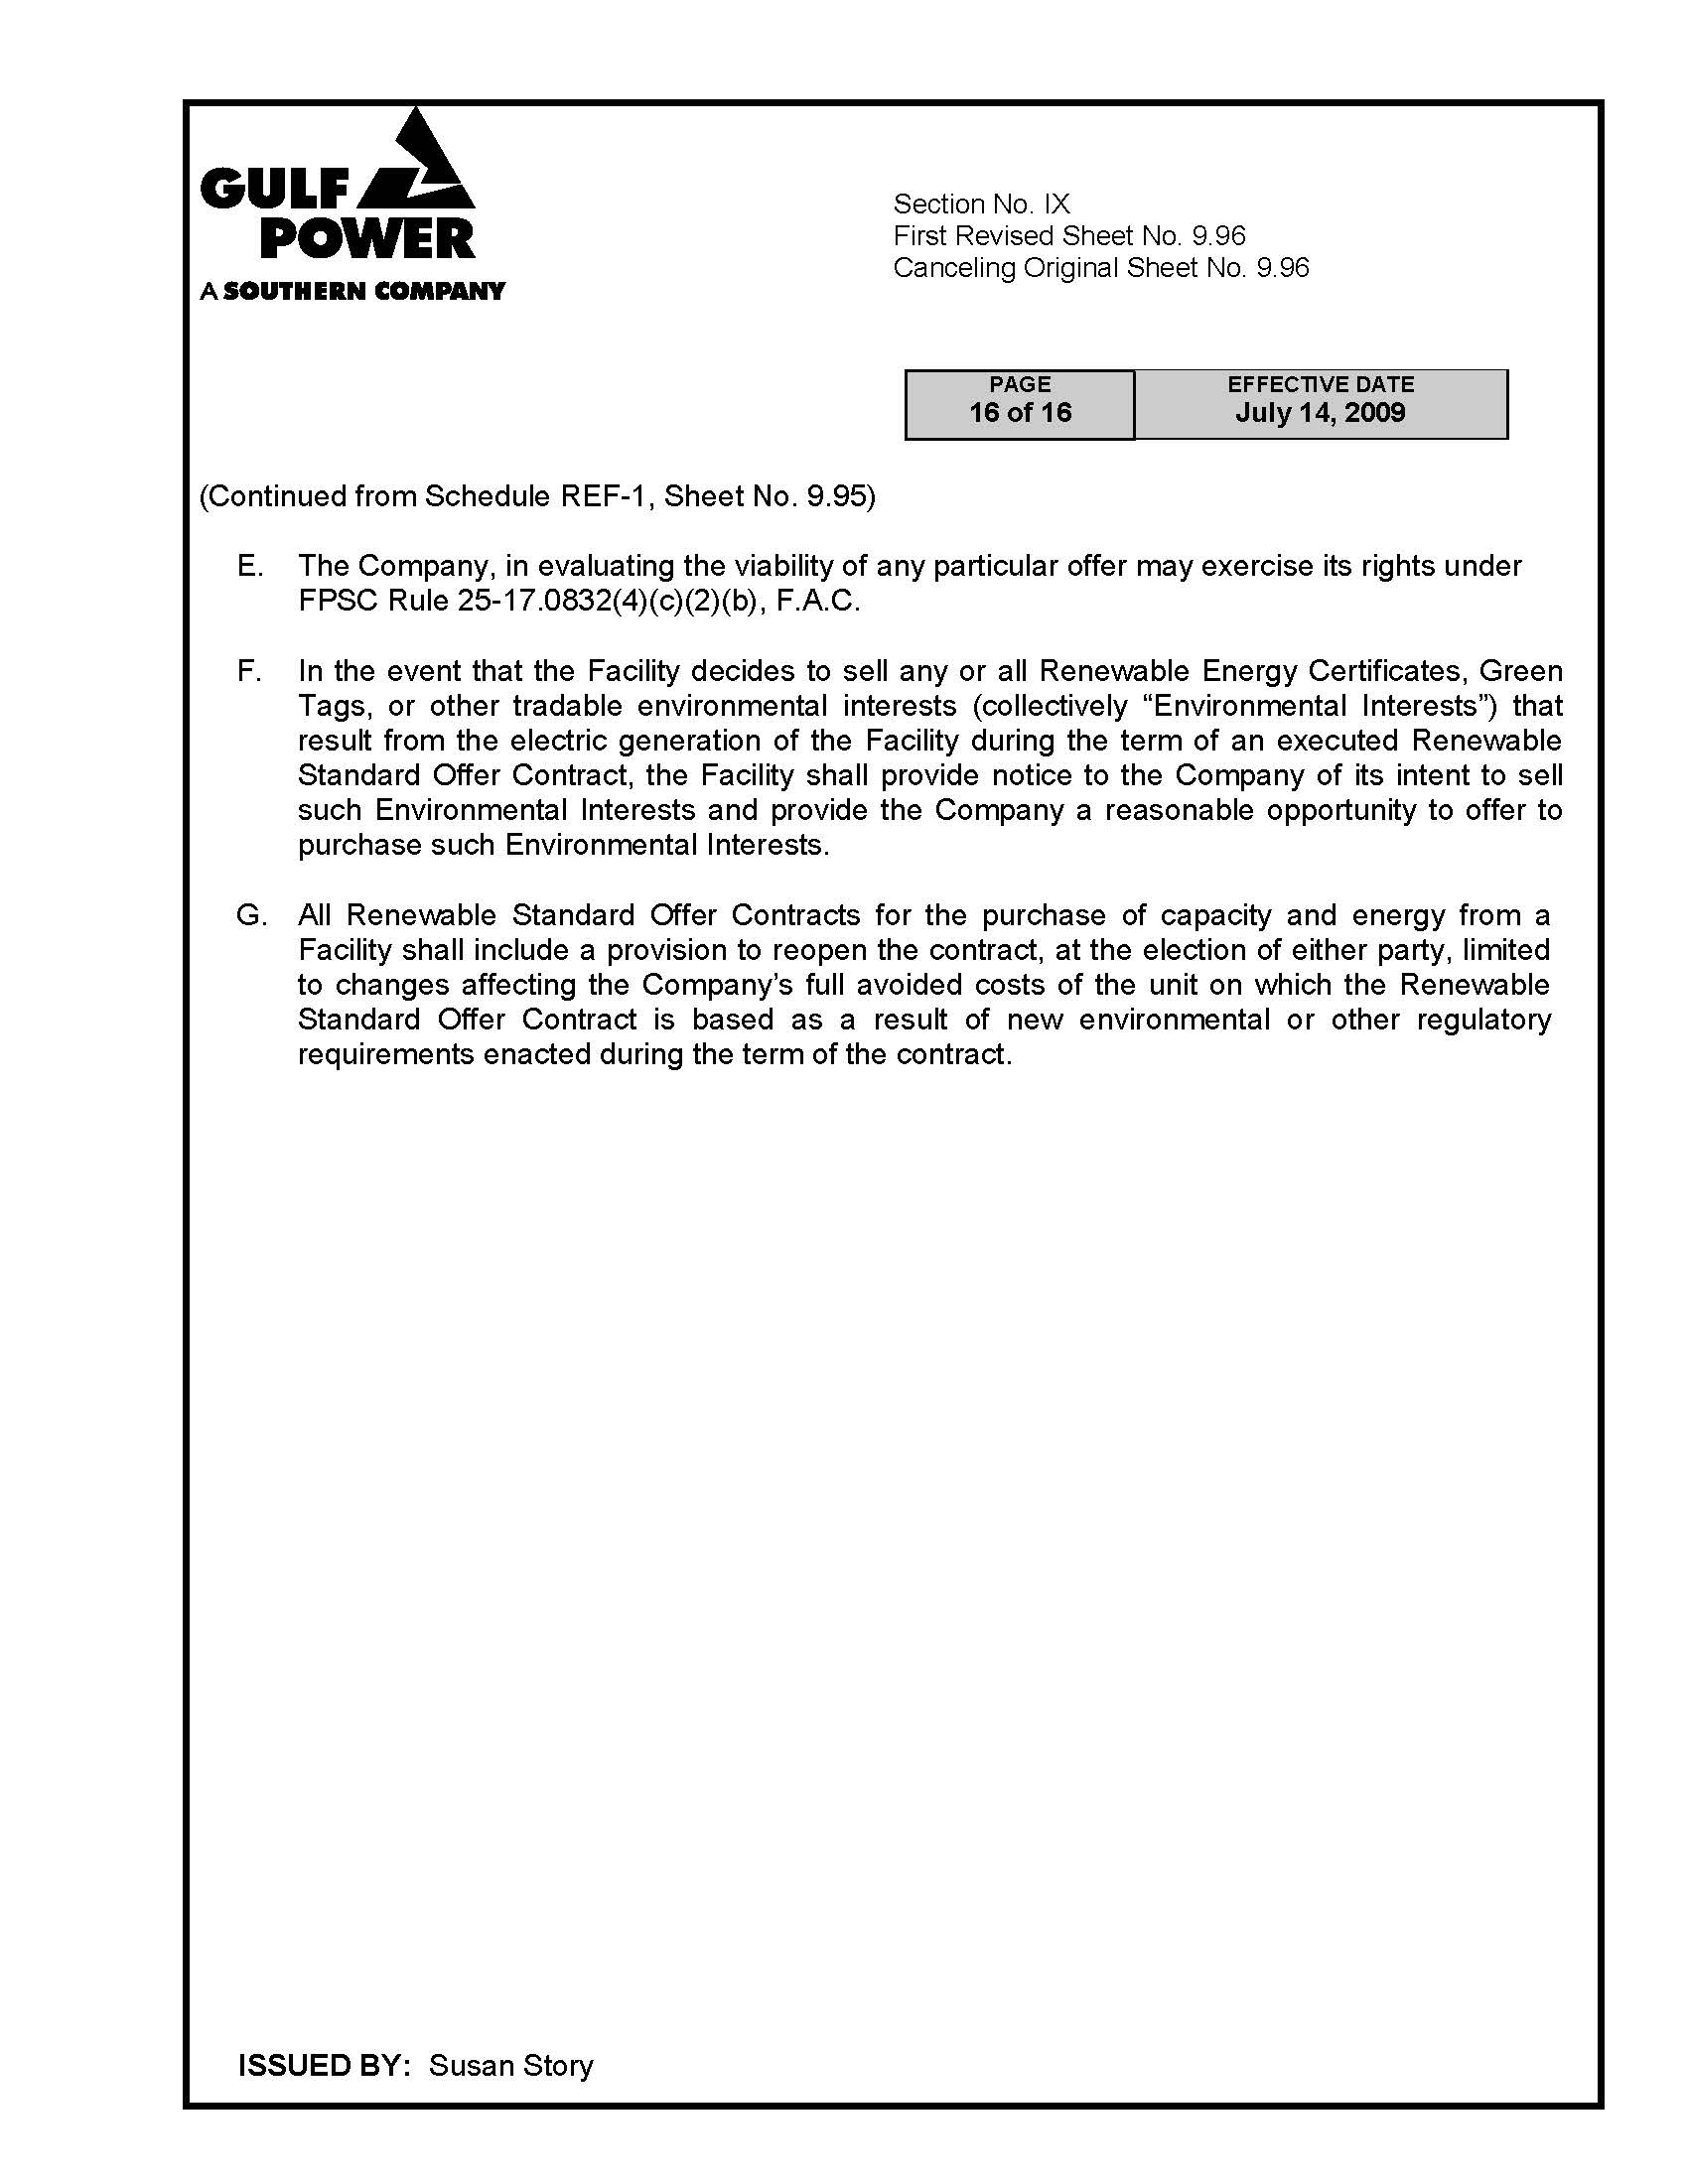 GULF
POWER
A SOUTHERN COMPANY
Section No. IX
First Revised Sheet No. 9.96
Canceling Original Sheet No. 9.96
PAGE
16 of 16
EFFECTIVE DATE
July 14, 2009
(Continued from Schedule REF-1, Sheet No. 9.95)
E. The Company, in evaluating the viability of any particular offer may exercise its rights under
FPSC Rule 25-17.0832(4)(c)(2)(b), F.A.C.
F. In the event that the Facility decides to sell any or all Renewable Energy Certificates, Green
Tags, or other tradable environmental interests (collectively “Environmental Interests”) that
result from the electric generation of the Facility during the term of an executed Renewable
Standard Offer Contract, the Facility shall provide notice to the Company of its intent to sell
such Environmental Interests and provide the Company a reasonable opportunity to offer to
purchase such Environmental Interests.
G. All Renewable Standard Offer Contracts for the purchase of capacity and energy from a
Facility shall include a provision to reopen the contract, at the election of either party, limited
to changes affecting the Company’s full avoided costs of the unit on which the Renewable
Standard Offer Contract is based as a result of new environmental or other regulatory
requirements enacted during the term of the contract.
ISSUED BY: Susan Story